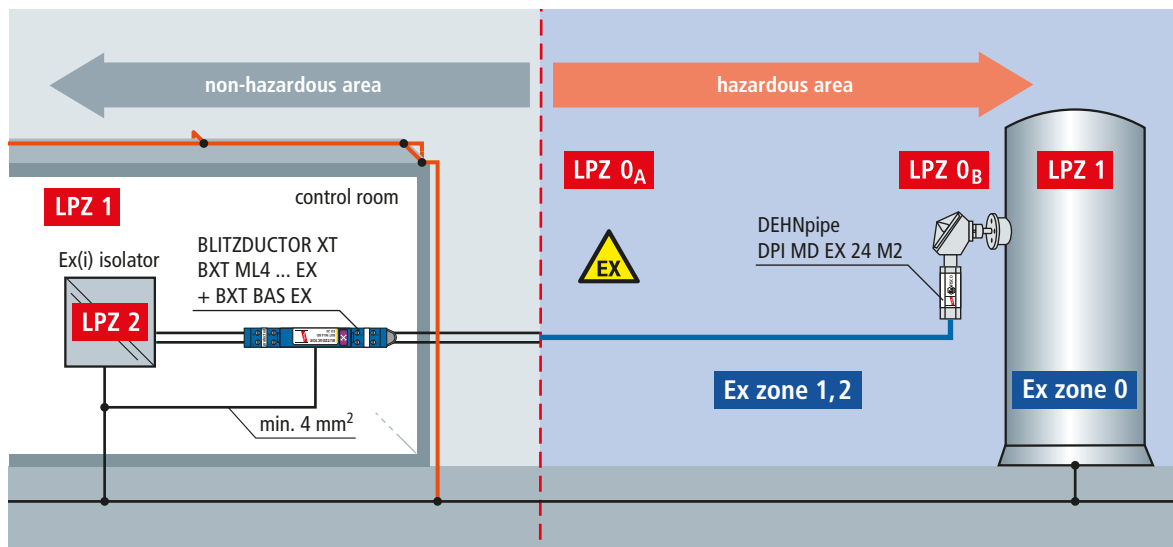 non-hazardous area
hazardous area
LPZ 0A
LPZ 0B
LPZ 1
LPZ 1
control room
DEHNpipe
DPI MD EX 24 M2
BLITZDUCTOR XT
BXT ML4 ... EX
+ BXT BAS EX
Ex(i) isolator
EX
LPZ 2
Ex zone 1, 2
Ex zone 0
min. 4 mm²